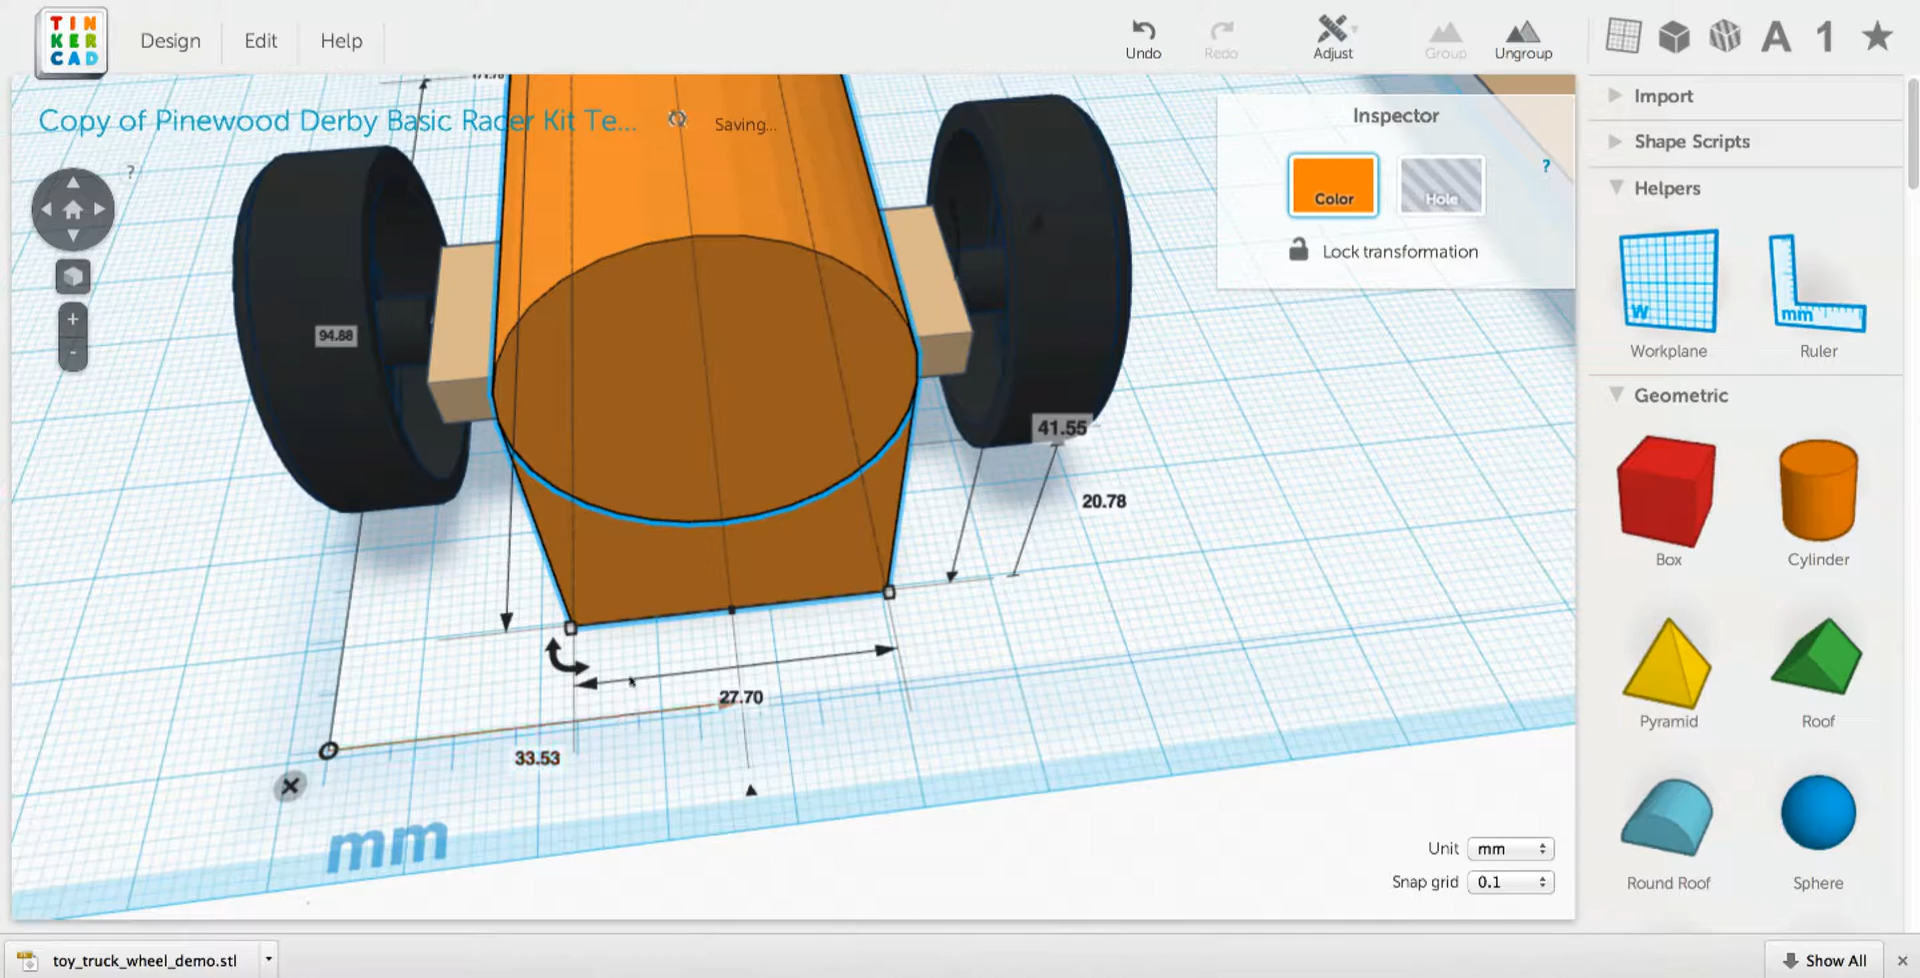 TIN
KER
CAD
Design
Edit
Help
Undo
Redo
Adjust
Group
Ungroup
A
1
171.78
Copy of Pinewood Derby Basic Racer Kit Te...
Saving...
?
?
Inspector
Color
Hole
Lock transformation
94.88
41.55
20.78
27.70
33.53
mm
Unit
mm
Snap grid
0.1
Import
Shape Scripts
Helpers
W
Workplane
mm
Ruler
Geometric
Box
Cylinder
Pyramid
Roof
Round Roof
Sphere
toy_truck_wheel_demo.stl
Show All